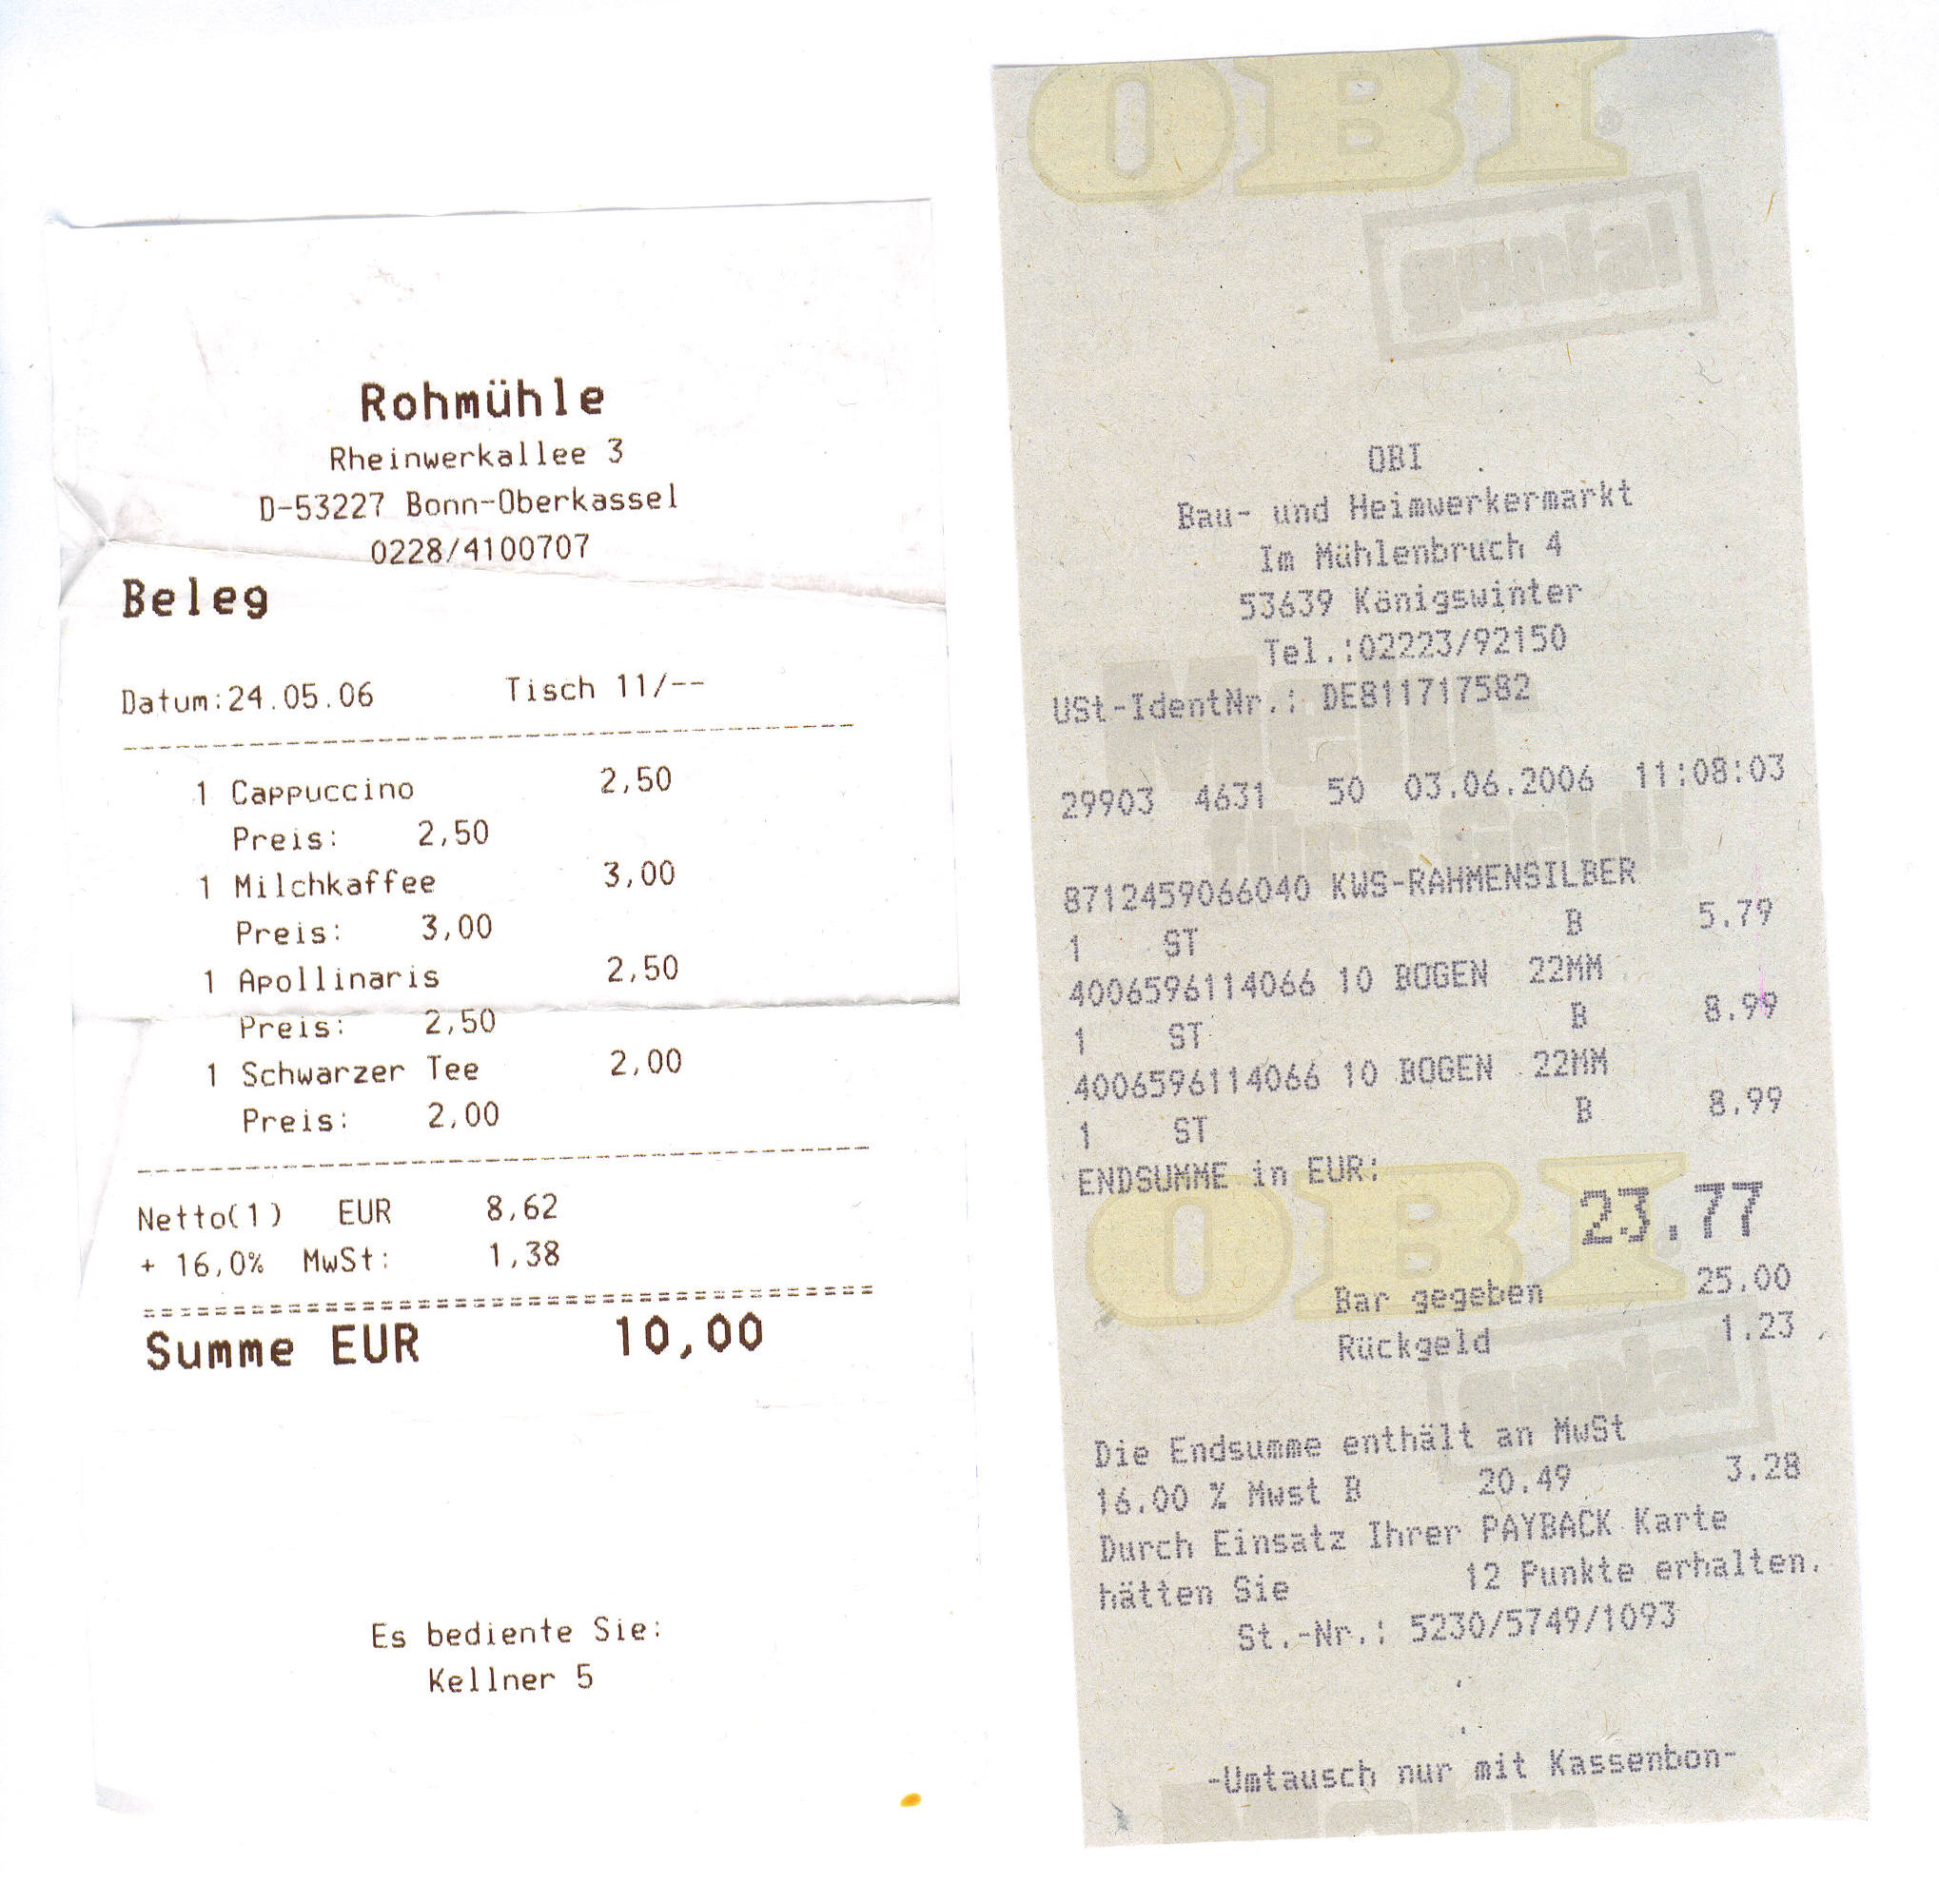 Rohmühle
Rheinwerkallee 3
D-53227 Bonn-Oberkassel
0228/4100707
Beleg
Datum:24.05.06 Tisch 11/--
1 Cappuccino 2,50
Preis: 2,50
1 Milchkaffee 3,00
Preis: 3,00
1 Apollinaris 2,50
Preis: 2,50
1 Schwarzer Tee 2,00
Preis: 2,00
Netto(1) EUR 8,62
+ 16,0% MwSt: 1,38
Summe EUR 10,00
Es bediente Sie:
Kellner 5
OBI
OBI
Bau- und Heimwerkermarkt
Im Mühlenbruch 4
53639 Königswinter
Tel.:02223/92150
USt-IdentNr.: DE811717582
29903 4631 50 03.06.2006 11:08:03
8712459066040 KWS-RAHMENSILBER
1 ST B 5.79
4006596114066 10 BOGEN 22MM
1 ST B 8.99
4006596114066 10 BOGEN 22MM
1 ST B 8.99
ENDSUMME in EUR:
23.77
OBI
Bar gegeben 25.00
Rückgeld 1.23
Die Endsumme enthält an MwSt
16.00 % Mwst B 20.49 3.28
Durch Einsatz Ihrer PAYBACK Karte
hätten Sie 12 Punkte erhalten.
St.-Nr.: 5230/5749/1093
.
.
-Umtausch nur mit Kassenbon-